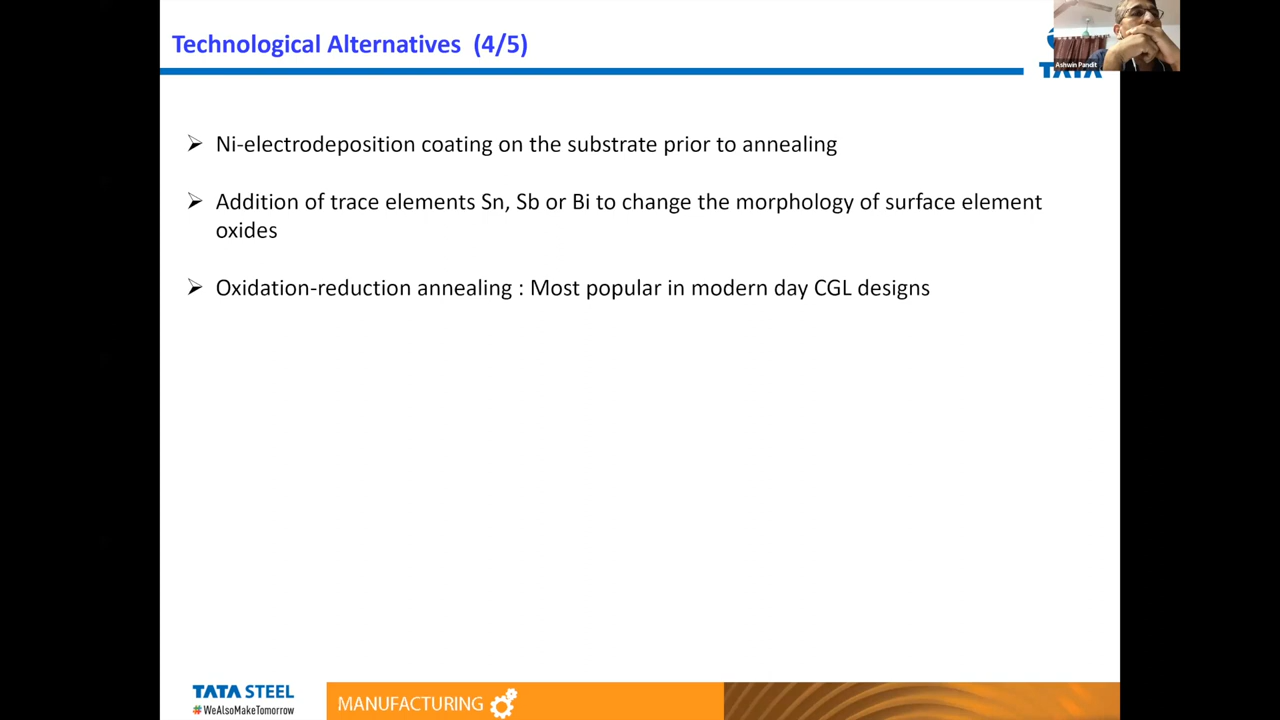 Technological Alternatives (4/5)
Ashwin Pandit
TATA
➢ Ni-electrodeposition coating on the substrate prior to annealing
➢ Addition of trace elements Sn, Sb or Bi to change the morphology of surface element
oxides
➢ Oxidation-reduction annealing : Most popular in modern day CGL designs
TATA STEEL
#WeAlsoMakeTomorrow
MANUFACTURING